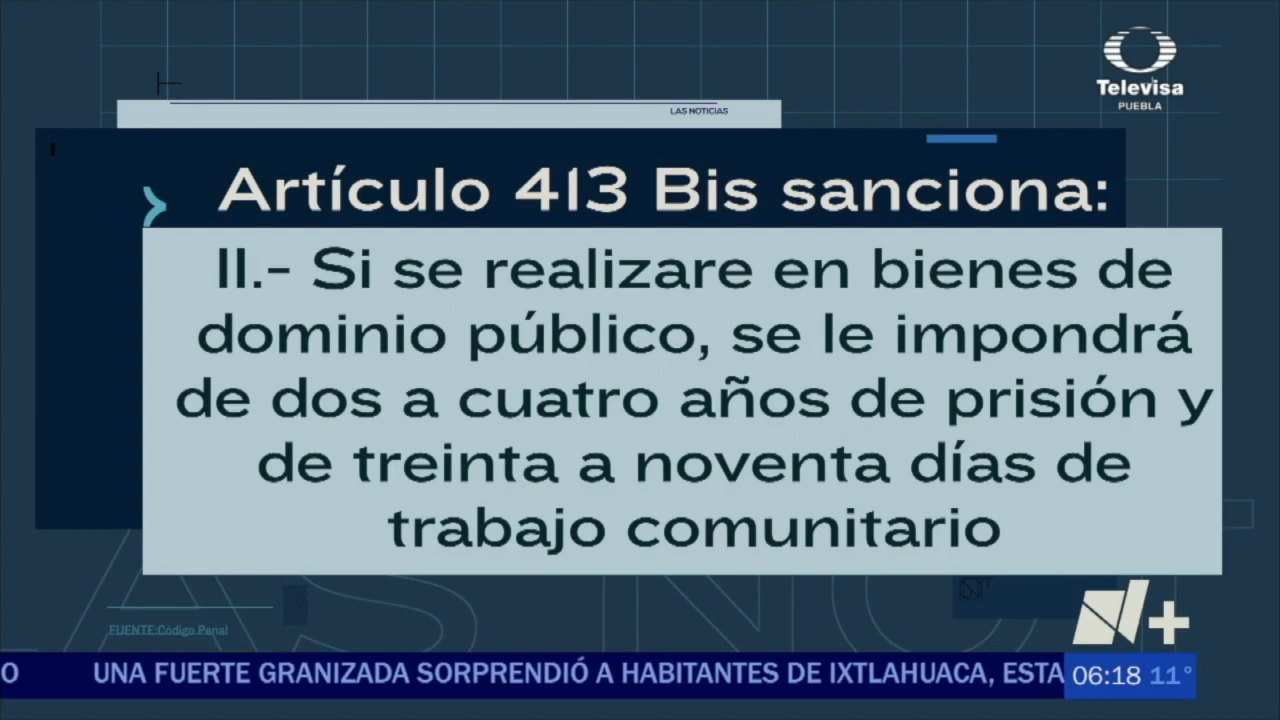 Televisa
PUEBLA
LAS NOTICIAS
Artículo 413 Bis sanciona:
II.- Si se realizare en bienes de
dominio público, se le impondrá
de dos a cuatro años de prisión y
de treinta a noventa días de
trabajo comunitario
FUENTE:Código Penal
O UNA FUERTE GRANIZADA SORPRENDIÓ A HABITANTES DE IXTLAHUACA, ESTA
06:18 11°